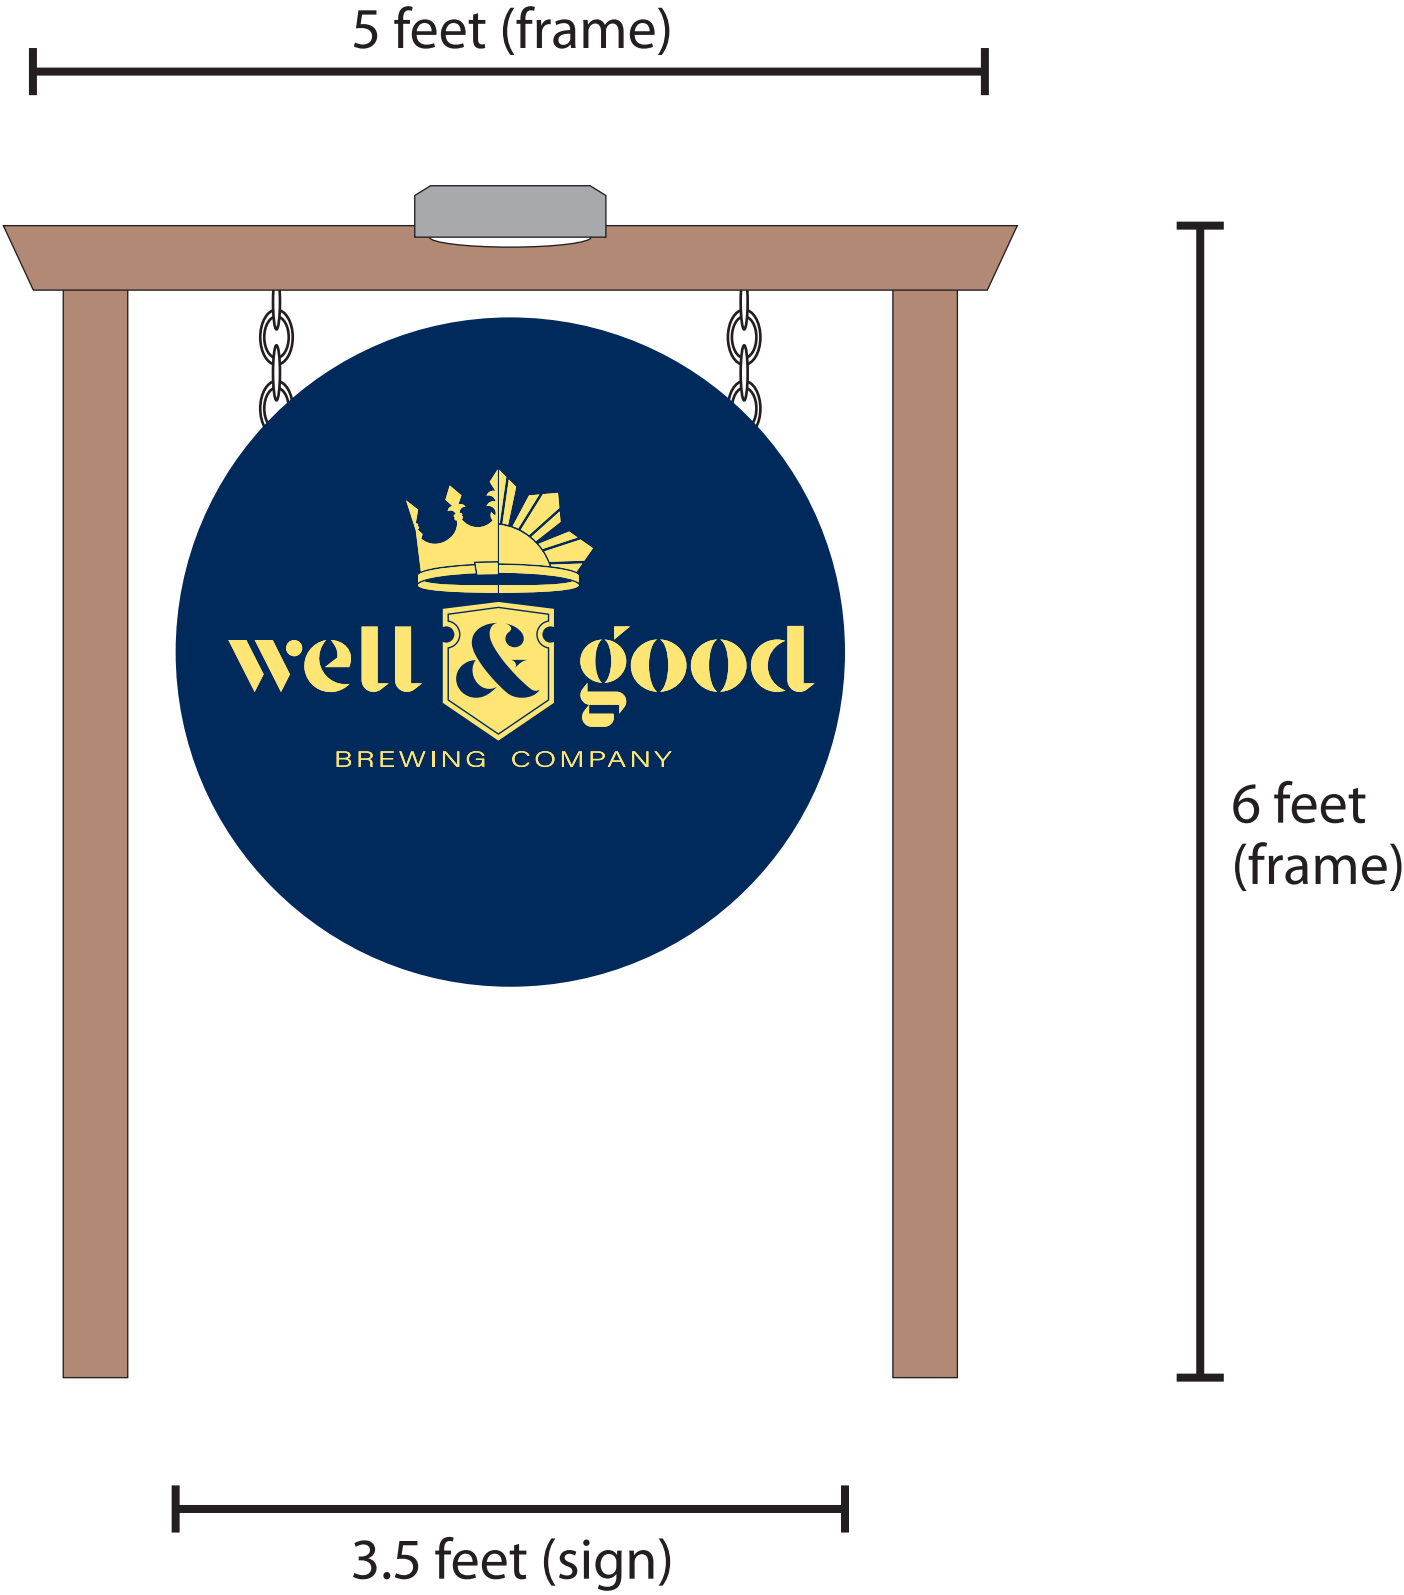 5 feet (frame)
well & good
BREWING COMPANY
6 feet
(frame)
3.5 feet (sign)